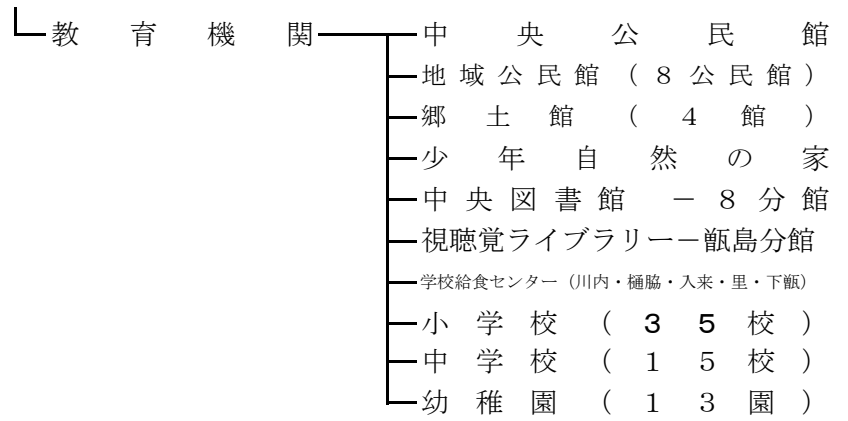 教育機関 中央公民館
地域公民館(8公民館)
郷土館(4館)
少年自然の家
中央図書館－8分館
視聴覚ライブラリー－甑島分館
学校給食センター(川内・樋脇・入来・里・下甑)
小学校(35校)
中学校(15校)
幼稚園(13園)